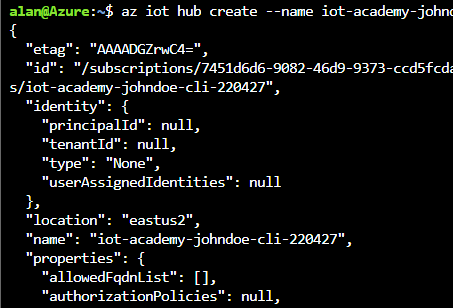 alan@Azure:~$ az iot hub create --name iot-academy-johndo
{
  "etag": "AAAADGZrwC4=",
  "id": "/subscriptions/7451d6d6-9082-46d9-9373-ccd5fcda
s/iot-academy-johndoe-cli-220427",
  "identity": {
    "principalId": null,
    "tenantId": null,
    "type": "None",
    "userAssignedIdentities": null
  },
  "location": "eastus2",
  "name": "iot-academy-johndoe-cli-220427",
  "properties": {
    "allowedFqdnList": [],
    "authorizationPolicies": null,